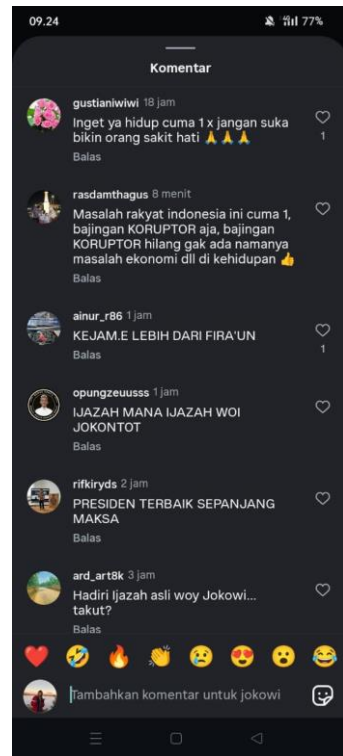 09.24
77%
Komentar
gustianiwiwi 18 jam
Inget ya hidup cuma 1 x jangan suka
bikin orang sakit hati 🙏🙏🙏
1
Balas
rasdamthagus 8 menit
Masalah rakyat indonesia ini cuma 1,
bajingan KORUPTOR aja, bajingan
KORUPTOR hilang gak ada namanya
masalah ekonomi dll di kehidupan 👍
Balas
ainur_r86 1 jam
KEJAM.E LEBIH DARI FIRA'UN
1
Balas
opungzeuusss 1 jam
IJAZAH MANA IJAZAH WOI
JOKONTOT
Balas
rifkiryds 2 jam
PRESIDEN TERBAIK SEPANJANG
MAKSA
Balas
ard_art8k 3 jam
Hadiri Ijazah asli woy Jokowi...
takut?
Balas
❤️🤣🔥👏😢😍😮😂
Tambahkan komentar untuk jokowi